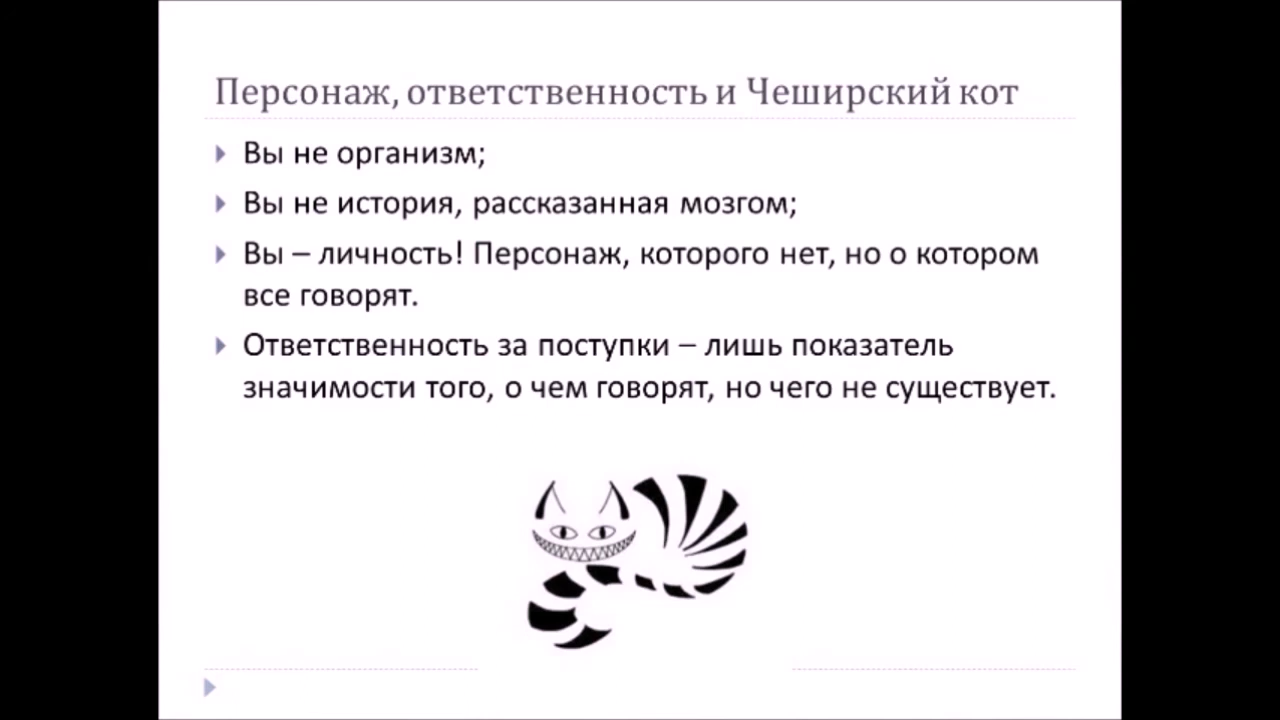 Персонаж, ответственность и Чеширский кот
Вы не организм;
Вы не история, рассказанная мозгом;
Вы – личность! Персонаж, которого нет, но о котором
все говорят.
Ответственность за поступки – лишь показатель
значимости того, о чем говорят, но чего не существует.